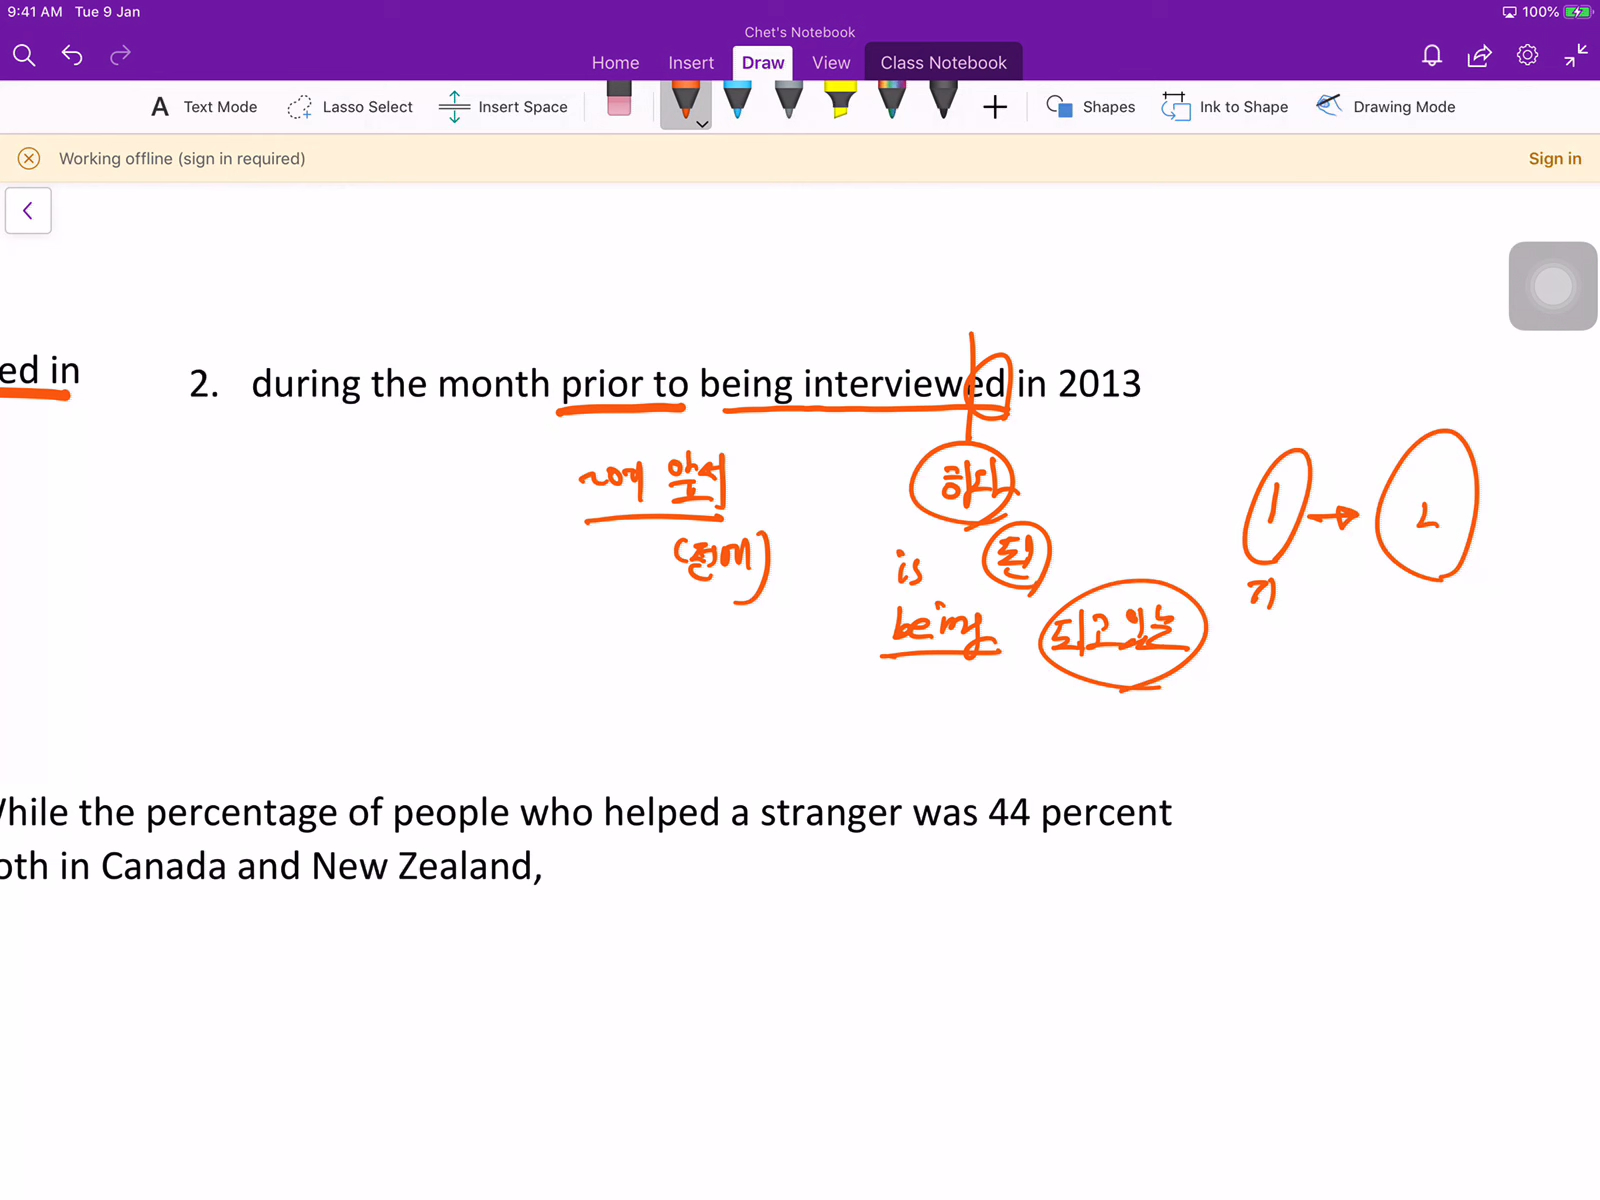 9:41 AM Tue 9 Jan
100%
Chet's Notebook
Home Insert Draw View Class Notebook
A Text Mode Lasso Select Insert Space Shapes Ink to Shape Drawing Mode
Working offline (sign in required) Sign in
ed in
2. during the month prior to being interviewed in 2013
~에 앞서 하다
(전에) is 된
being 되고 있는
1 → 2
While the percentage of people who helped a stranger was 44 percent
oth in Canada and New Zealand,